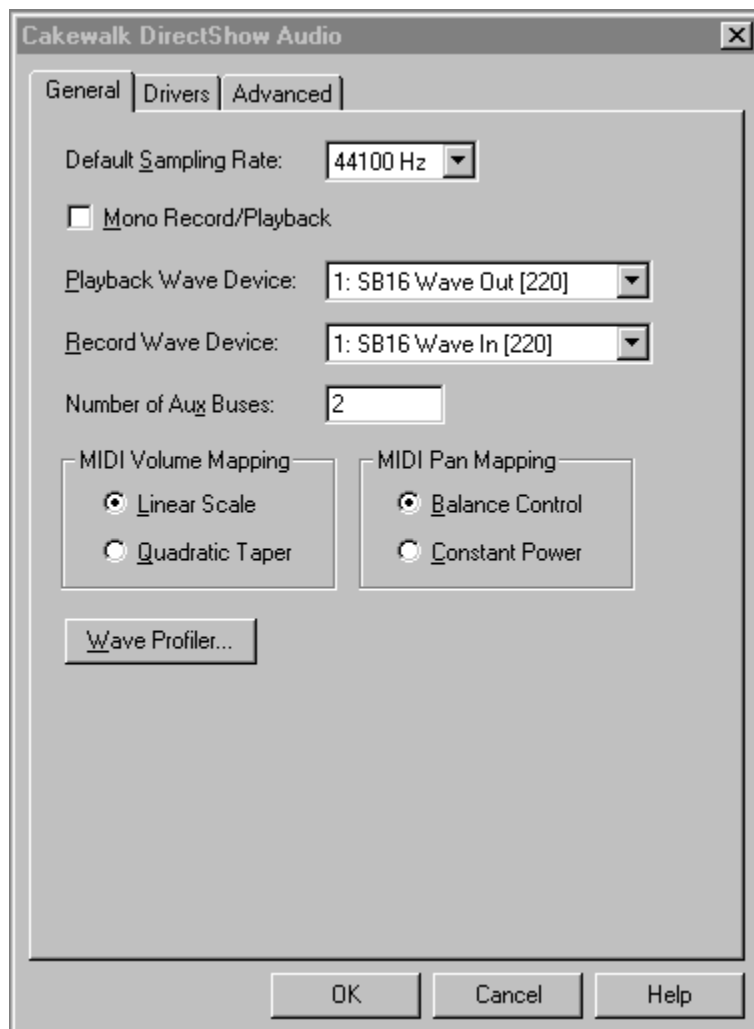 Cakewalk DirectShow Audio
General Drivers Advanced
Default Sampling Rate: 44100 Hz
Mono Record/Playback
Playback Wave Device: 1: SB16 Wave Out [220]
Record Wave Device: 1: SB16 Wave In [220]
Number of Aux Buses: 2
MIDI Volume Mapping MIDI Pan Mapping
Linear Scale Balance Control
Quadratic Taper Constant Power
Wave Profiler...
OK Cancel Help